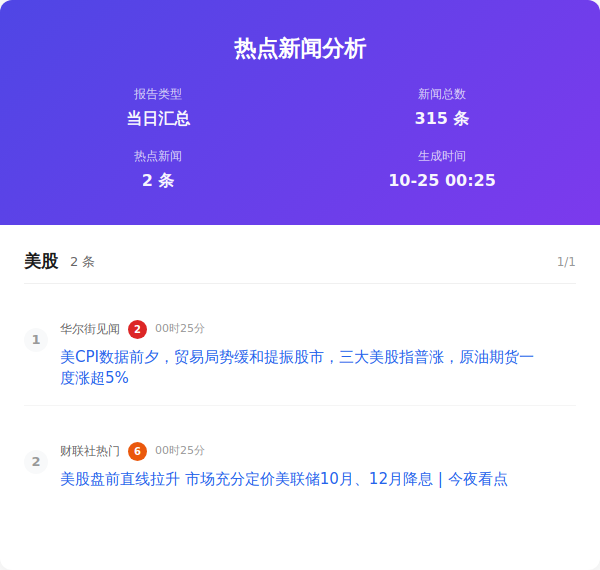 热点新闻分析
报告类型
当日汇总
新闻总数
315 条
热点新闻
2 条
生成时间
10-25 00:25
美股 2 条 1/1
1
华尔街见闻 2 00时25分
美CPI数据前夕，贸易局势缓和提振股市，三大美股指普涨，原油期货一
度涨超5%
2
财联社热门 6 00时25分
美股盘前直线拉升 市场充分定价美联储10月、12月降息 | 今夜看点